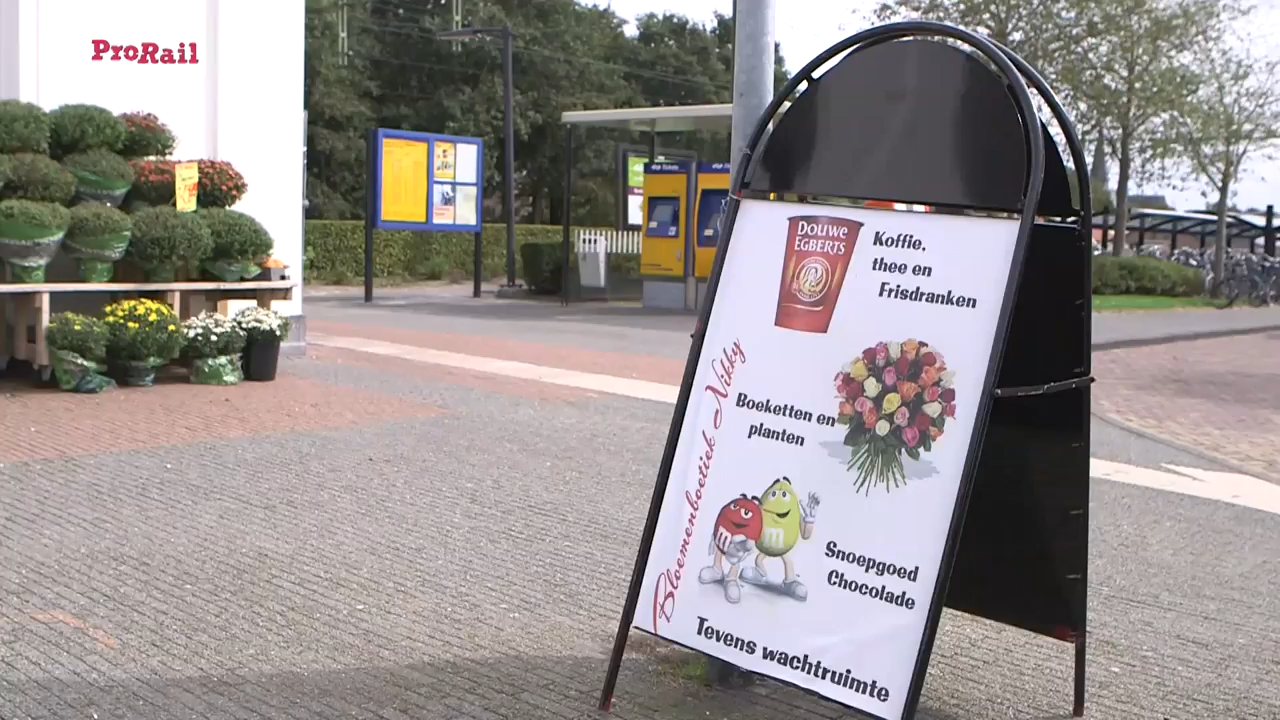 ProRail
DOUWE
EGBERTS
Koffie,
thee en
Frisdranken
Bloemenboetiek Nikky
Boeketten en
planten
m
m
Snoepgoed
Chocolade
Tevens wachtruimte